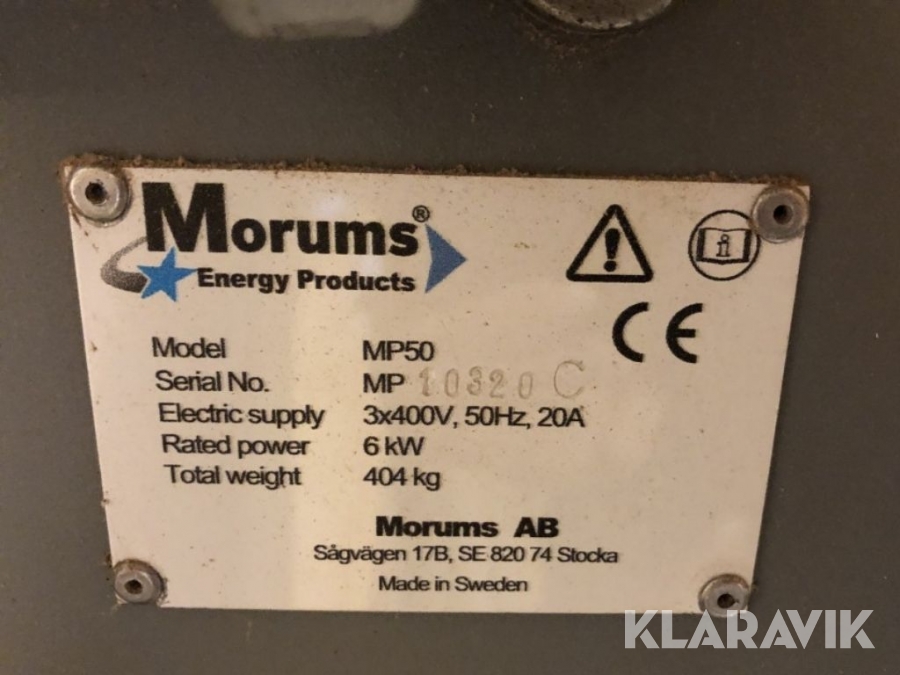 Morums®
Energy Products
CE
Model MP50
Serial No. MP 10320 C
Electric supply 3x400V, 50Hz, 20A
Rated power 6 kW
Total weight 404 kg
Morums AB
Sågvägen 17B, SE 820 74 Stocka
Made in Sweden
KLARAVIK